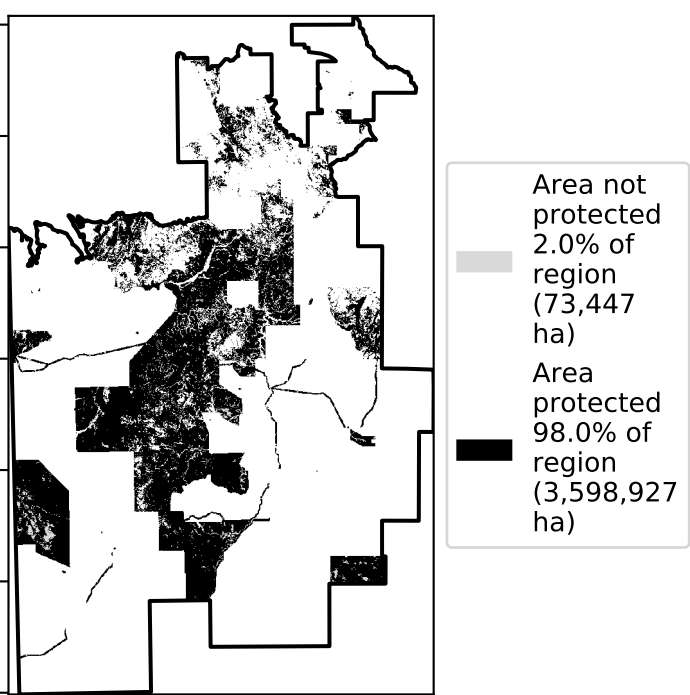 Area not
protected
2.0% of
region
(73,447
ha)
Area
protected
98.0% of
region
(3,598,927
ha)